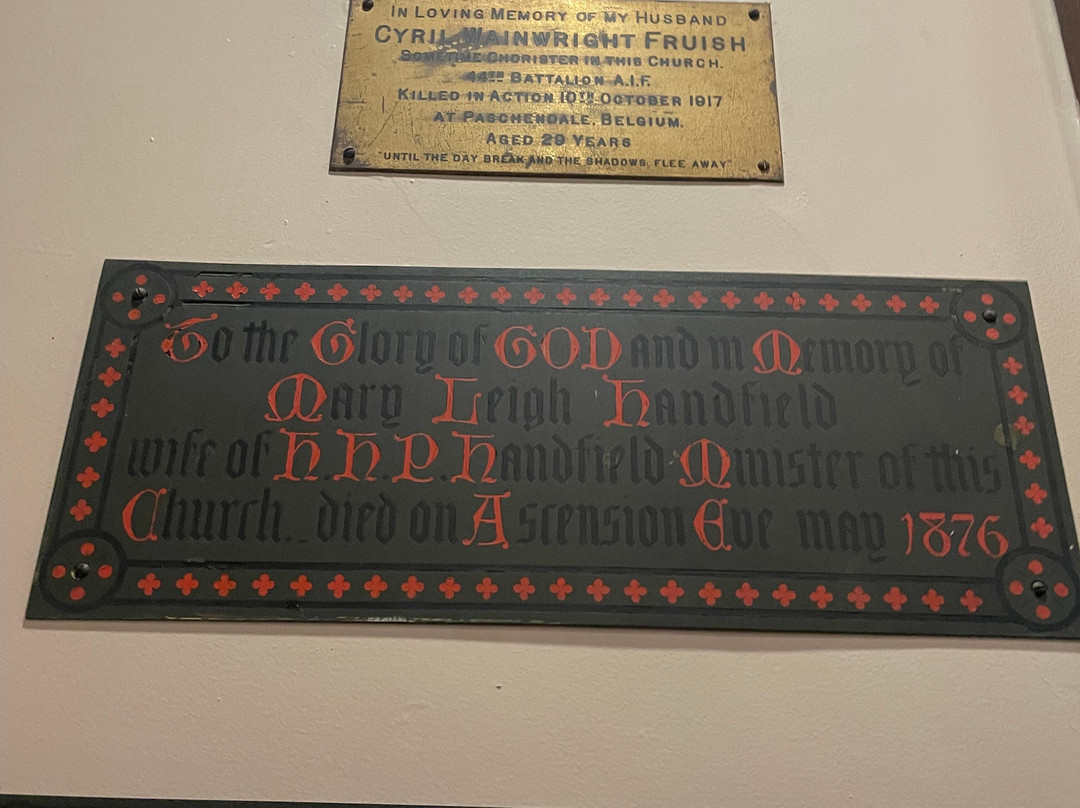 IN LOVING MEMORY OF MY HUSBAND
CYRIL WAINWRIGHT FRUISH
SOMETIME CHORISTER IN THIS CHURCH.
44TH BATTALION A.I.F.
KILLED IN ACTION 10TH OCTOBER 1917
AT PASCHENDALE, BELGIUM.
AGED 29 YEARS
"UNTIL THE DAY BREAK AND THE SHADOWS, FLEE AWAY"
To the Glory of GOD and in Memory of
Mary Leigh Handfield
wife of H.H.P. Handfield Minister of this
Church. died on Ascension Eve may 1876